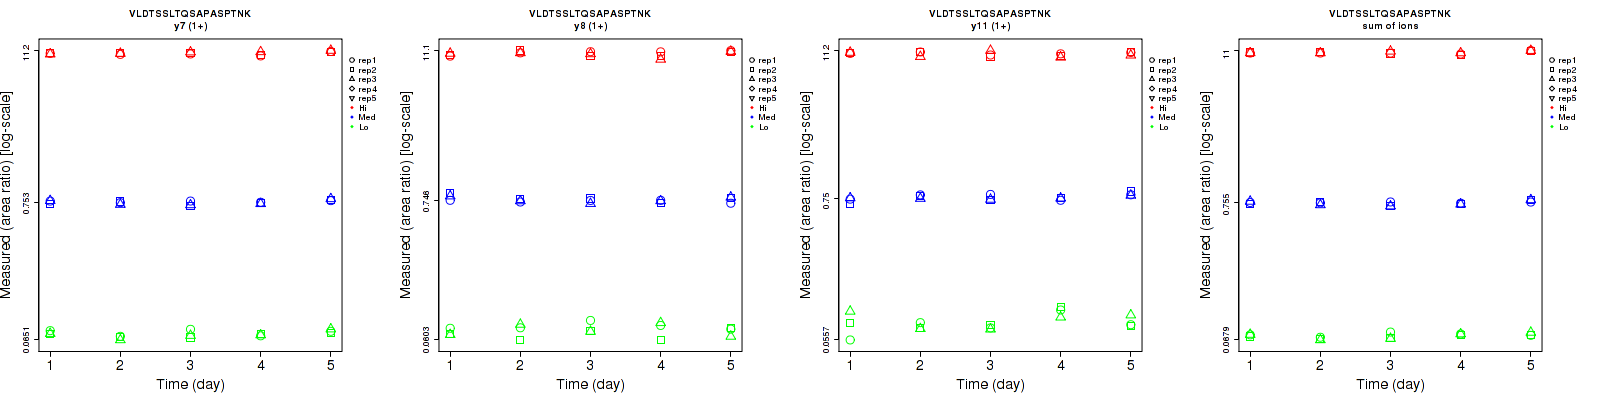 VLDTSSLTQSAPASPTNK
y7 (1+)
Measured (area ratio) [log-scale]
11.2
0.753
0.0651
1 2 3 4 5
Time (day)
rep1
rep2
rep3
rep4
rep5
Hi
Med
Lo
VLDTSSLTQSAPASPTNK
y8 (1+)
Measured (area ratio) [log-scale]
11.1
0.748
0.0603
1 2 3 4 5
Time (day)
rep1
rep2
rep3
rep4
rep5
Hi
Med
Lo
VLDTSSLTQSAPASPTNK
y11 (1+)
Measured (area ratio) [log-scale]
11.2
0.75
0.0557
1 2 3 4 5
Time (day)
rep1
rep2
rep3
rep4
rep5
Hi
Med
Lo
VLDTSSLTQSAPASPTNK
sum of ions
Measured (area ratio) [log-scale]
11
0.755
0.0679
1 2 3 4 5
Time (day)
rep1
rep2
rep3
rep4
rep5
Hi
Med
Lo